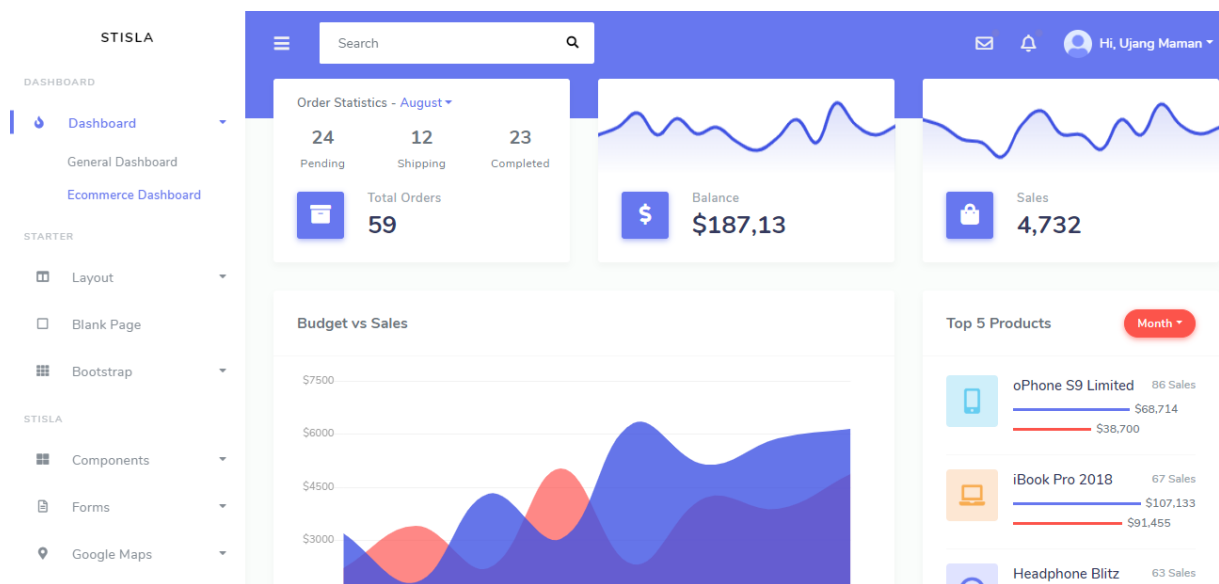 STISLA
Search
Hi, Ujang Maman
DASHBOARD
Dashboard
General Dashboard
Ecommerce Dashboard
STARTER
Layout
Blank Page
Bootstrap
STISLA
Components
Forms
Google Maps
Order Statistics - August
24 12 23
Pending Shipping Completed
Total Orders
59
$
Balance
$187,13
Sales
4,732
Budget vs Sales
$7500
$6000
$4500
$3000
Top 5 Products
Month
oPhone S9 Limited 86 Sales
$68,714
$38,700
iBook Pro 2018 67 Sales
$107,133
$91,455
Headphone Blitz 63 Sales